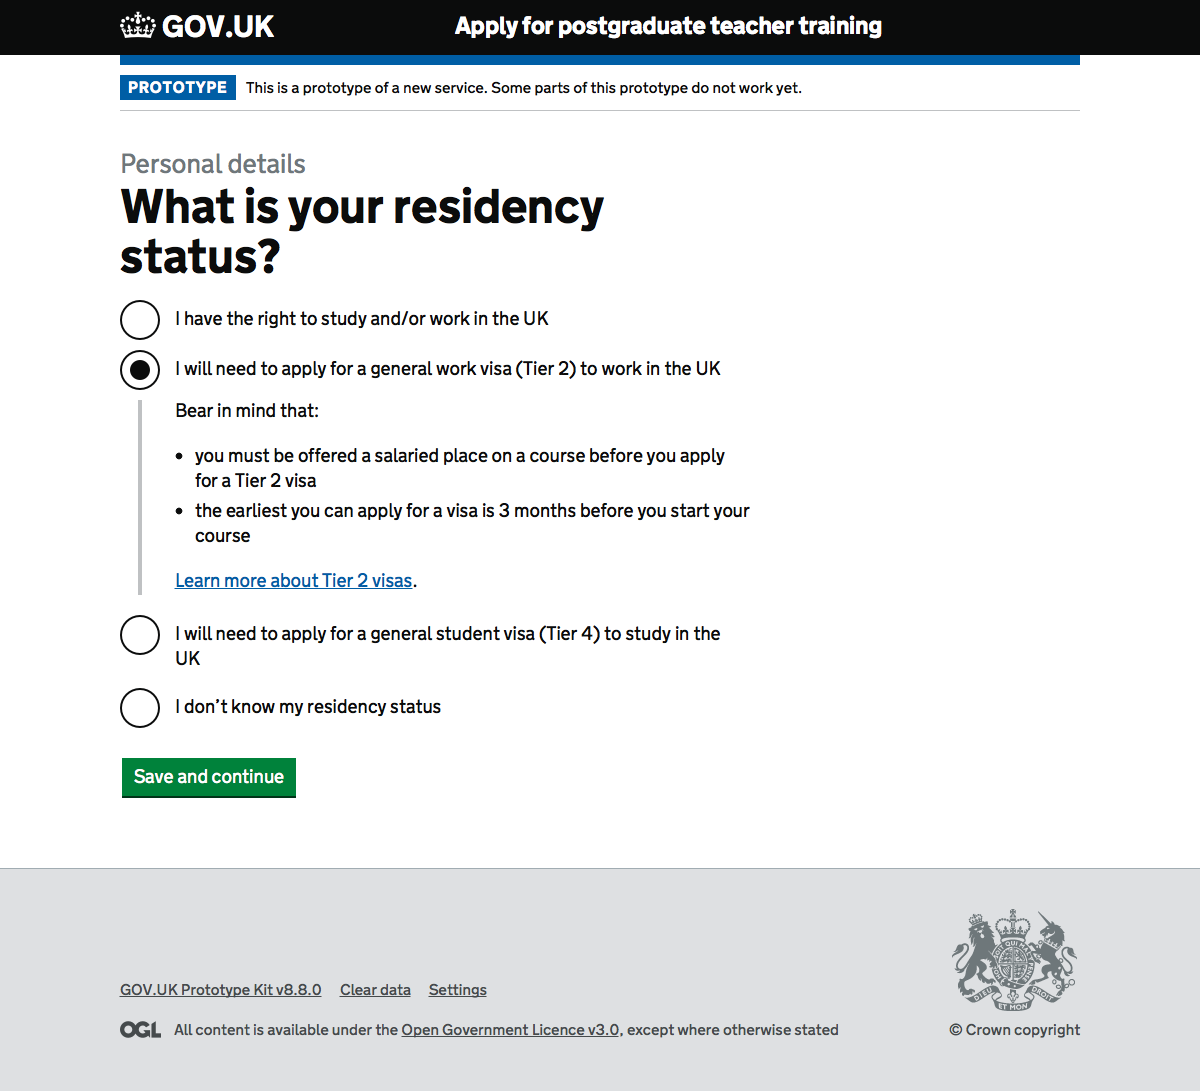 GOV.UK Apply for postgraduate teacher training
PROTOTYPE This is a prototype of a new service. Some parts of this prototype do not work yet.
Personal details
What is your residency
status?
I have the right to study and/or work in the UK
I will need to apply for a general work visa (Tier 2) to work in the UK
Bear in mind that:
• you must be offered a salaried place on a course before you apply
for a Tier 2 visa
• the earliest you can apply for a visa is 3 months before you start your
course
Learn more about Tier 2 visas.
I will need to apply for a general student visa (Tier 4) to study in the
UK
I don’t know my residency status
Save and continue
GOV.UK Prototype Kit v8.8.0 Clear data Settings
OGL All content is available under the Open Government Licence v3.0, except where otherwise stated
DIEU ET MON DROIT
© Crown copyright